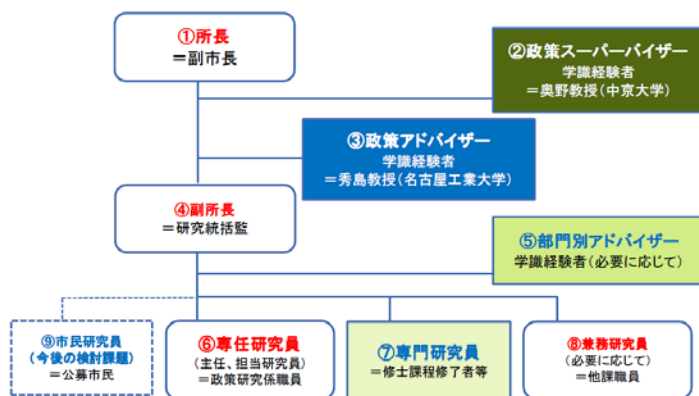 ①所長
＝副市長
②政策スーパーバイザー
学識経験者
＝奥野教授(中京大学)
③政策アドバイザー
学識経験者
＝秀島教授(名古屋工業大学)
④副所長
＝研究統括監
⑤部門別アドバイザー
学識経験者(必要に応じて)
⑨市民研究員
(今後の検討課題)
＝公募市民
⑥専任研究員
(主任、担当研究員)
＝政策研究係職員
⑦専門研究員
＝修士課程修了者等
⑧兼務研究員
(必要に応じて)
＝他課職員